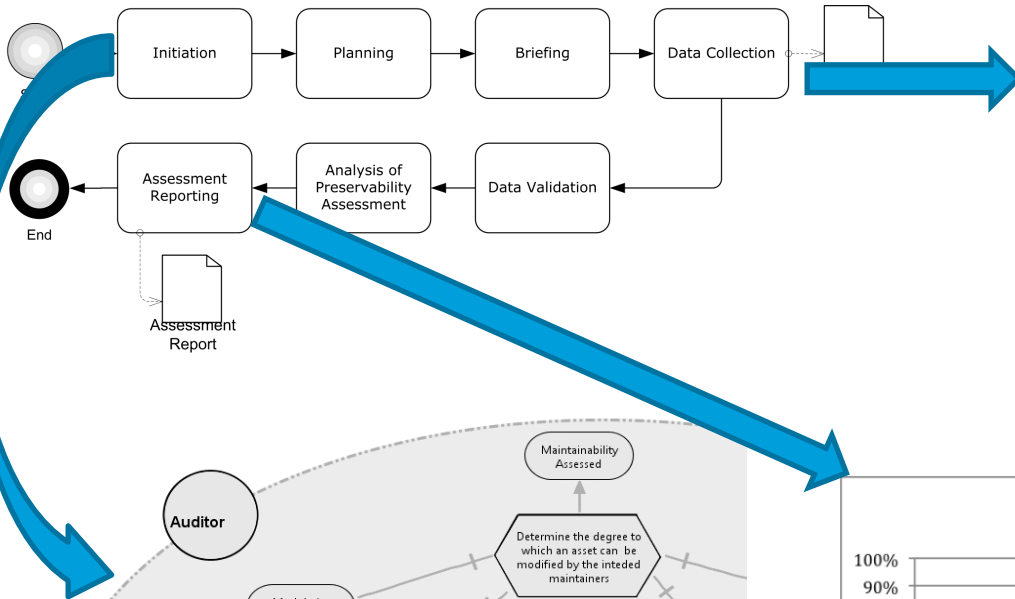 Initiation
Planning
Briefing
Data Collection
Assessment
Reporting
Analysis of
Preservability
Assessment
Data Validation
End
Assessment
Report
Maintainability
Assessed
Auditor
Determine the degree to
which an asset can be
modified by the inteded
maintainers
100%
90%